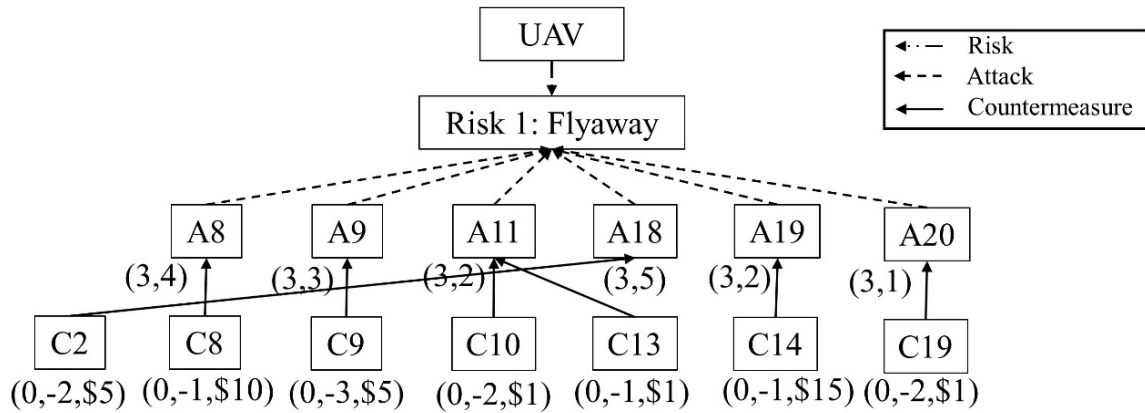 UAV
Risk
Attack
Countermeasure
Risk 1: Flyaway
A8 A9 A11 A18 A19 A20
(3,4) (3,3) (3,2) (3,5) (3,2) (3,1)
C2 C8 C9 C10 C13 C14 C19
(0,-2,$5) (0,-1,$10) (0,-3,$5) (0,-2,$1) (0,-1,$1) (0,-1,$15) (0,-2,$1)